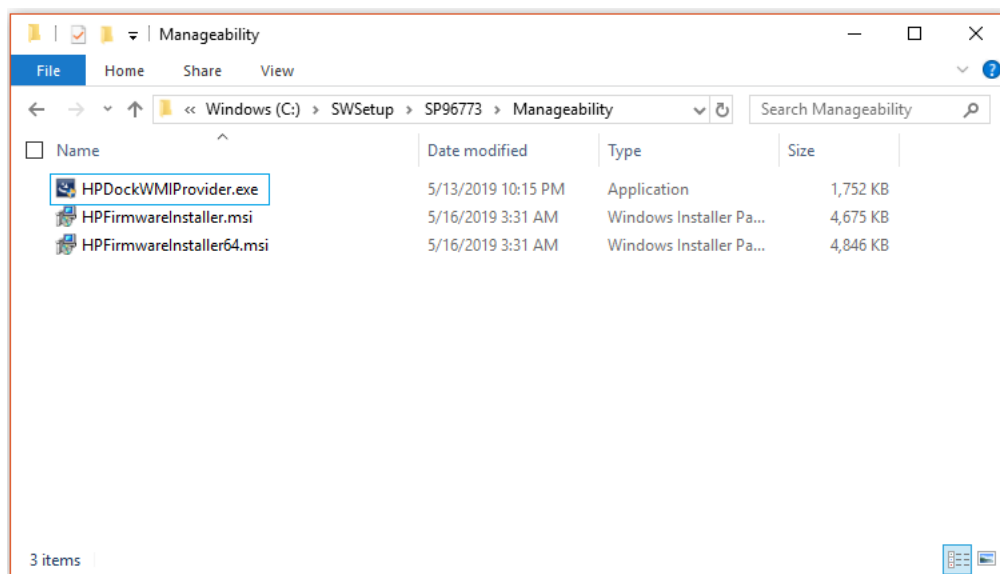 Manageability
File Home Share View
« Windows (C:) › SWSetup › SP96773 › Manageability Search Manageability
Name Date modified Type Size
HPDockWMIProvider.exe 5/13/2019 10:15 PM Application 1,752 KB
HPFirmwareInstaller.msi 5/16/2019 3:31 AM Windows Installer Pa... 4,675 KB
HPFirmwareInstaller64.msi 5/16/2019 3:31 AM Windows Installer Pa... 4,846 KB
3 items